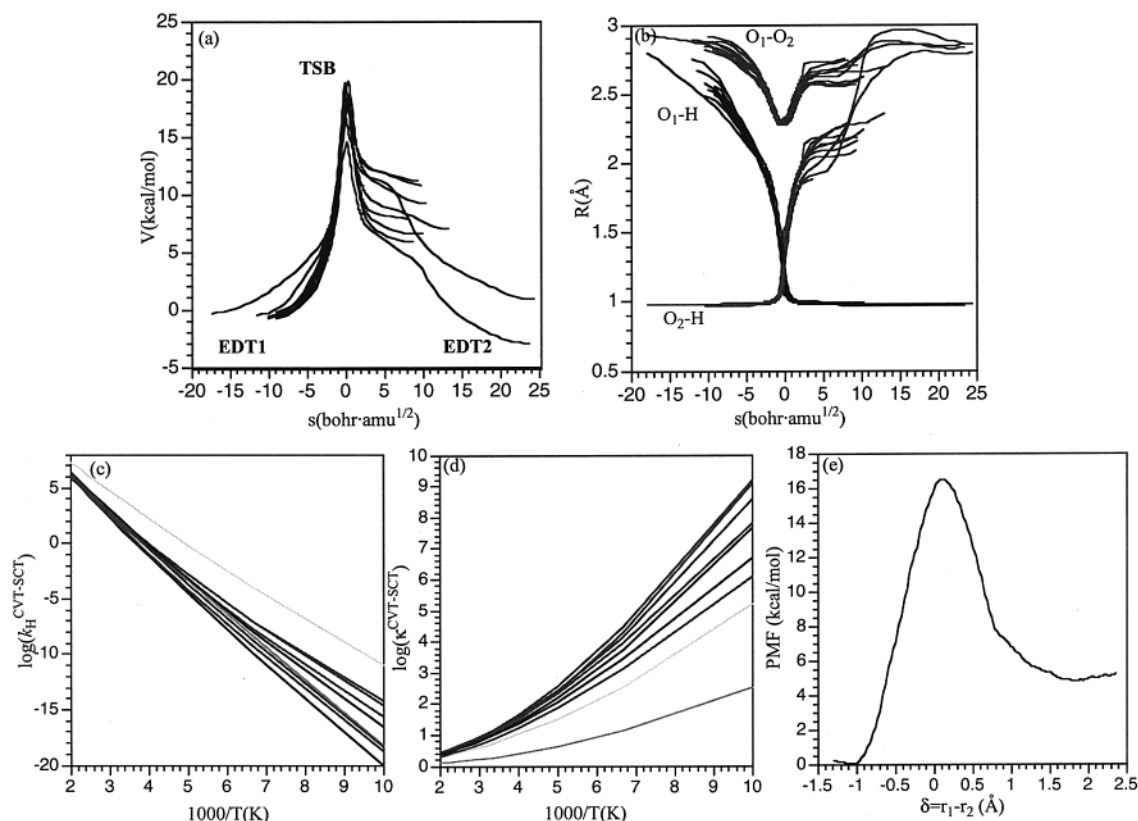 (a)
TSB
EDT1
EDT2
V(kcal/mol)
25
20
15
10
5
0
-5
-20 -15 -10 -5 0 5 10 15 20 25
s(bohr·amu1/2)
(b)
O1-O2
O1-H
O2-H
R(Å)
3
2.5
2
1.5
1
0.5
-20 -15 -10 -5 0 5 10 15 20 25
s(bohr·amu1/2)
(c)
log(kHCVT-SCT)
5
0
-5
-10
-15
-20
2 3 4 5 6 7 8 9 10
1000/T(K)
(d)
log(κCVT-SCT)
10
9
8
7
6
5
4
3
2
1
0
2 3 4 5 6 7 8 9 10
1000/T(K)
(e)
PMF (kcal/mol)
18
16
14
12
10
8
6
4
2
0
-1.5 -1 -0.5 0 0.5 1 1.5 2 2.5
δ=r1-r2 (Å)